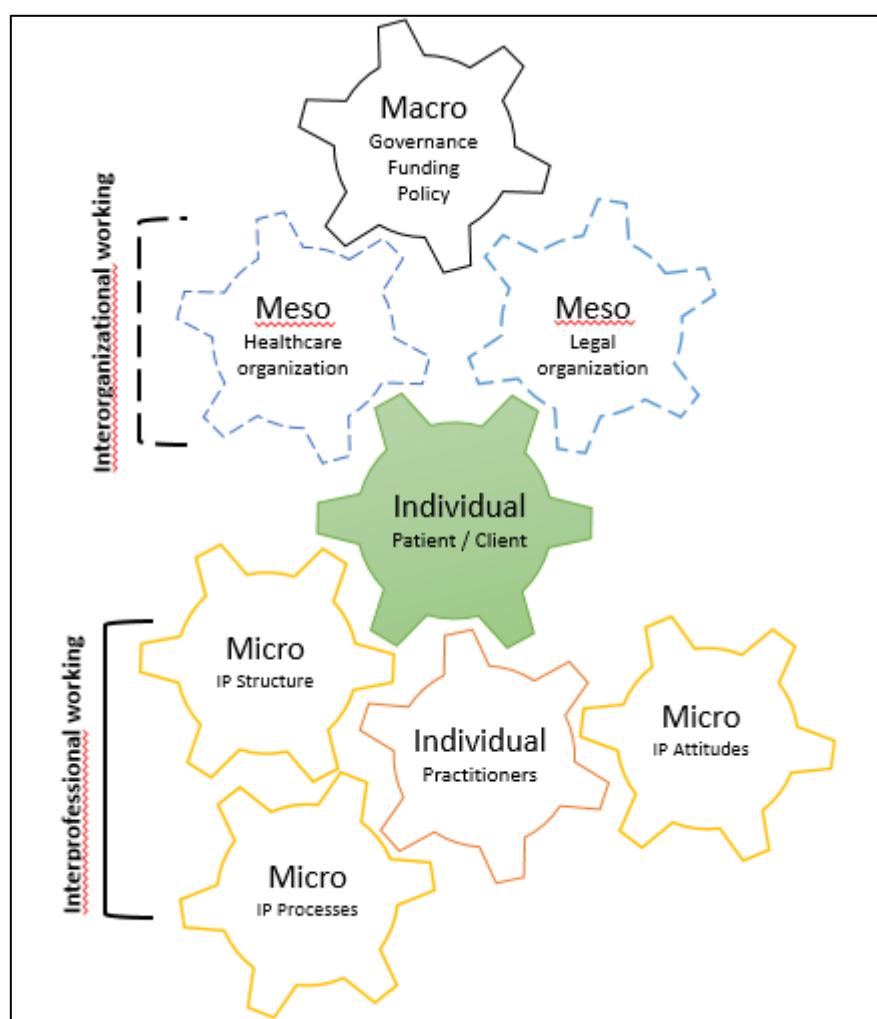 Macro
Governance
Funding
Policy
Interorganizational working
Meso
Healthcare
organization
Meso
Legal
organization
Individual
Patient / Client
Interprofessional working
Micro
IP Structure
Individual
Practitioners
Micro
IP Attitudes
Micro
IP Processes